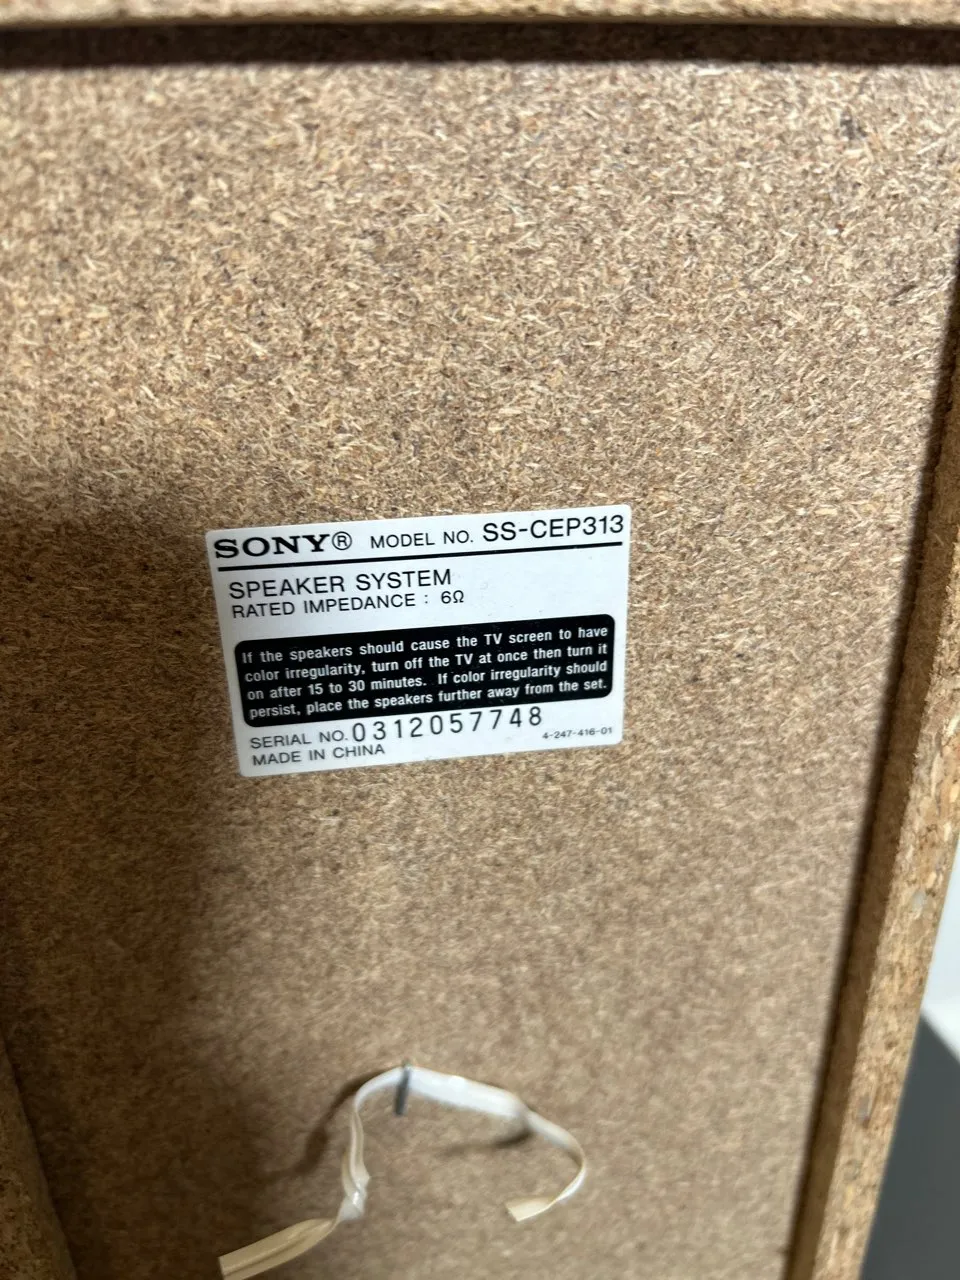 SONY® MODEL NO. SS-CEP313
SPEAKER SYSTEM
RATED IMPEDANCE : 6Ω
If the speakers should cause the TV screen to have
color irregularity, turn off the TV at once then turn it
on after 15 to 30 minutes. If color irregularity should
persist, place the speakers further away from the set.
SERIAL NO. 0312057748 4-247-416-01
MADE IN CHINA